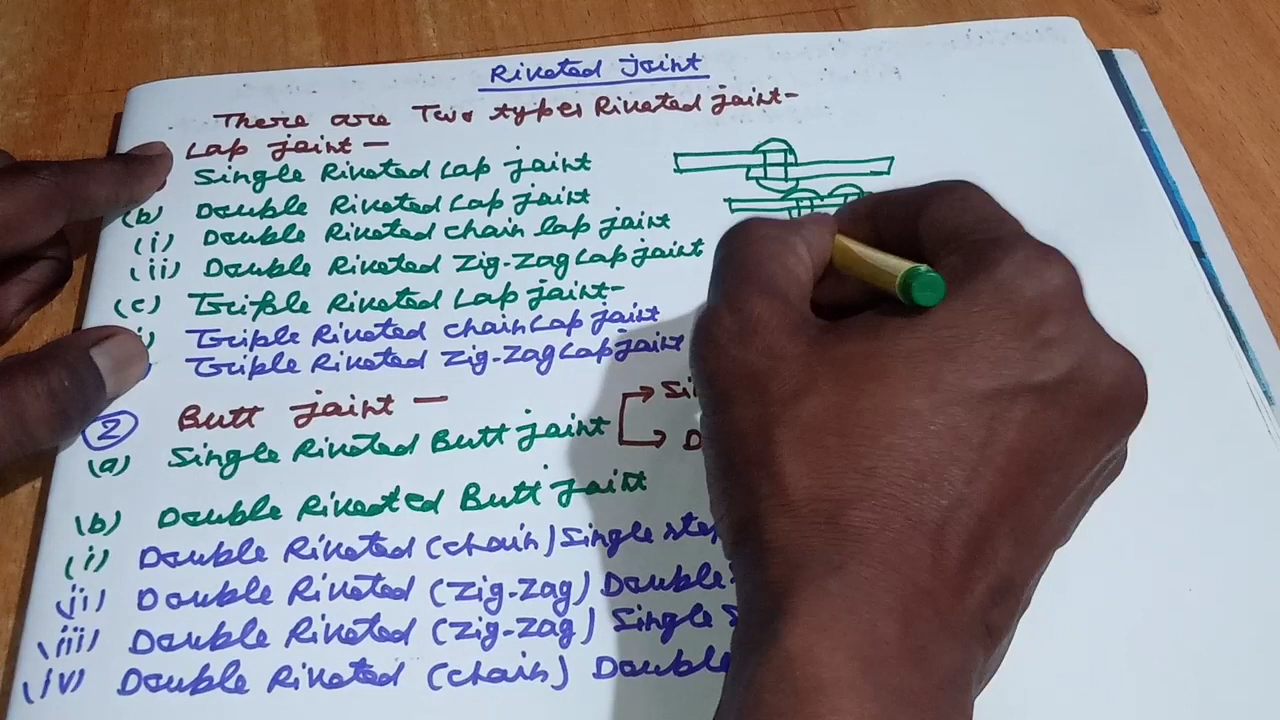 Riveted joint
There are Two types Riveted joint-
Lap joint —
Single Riveted Lap joint
(b) Double Riveted Lap joint
(i) Double Riveted chain lap joint
(ii) Double Riveted Zig-Zag Lap joint
(c) Triple Riveted Lap joint-
Triple Riveted chain Lap joint
Triple Riveted Zig-Zag Lap joint
2 Butt joint —
(a) Single Riveted Butt joint
(b) Double Riveoted Butt joint
(i) Double Riveted (chain) Single
(ii) Double Riveted (Zig-Zag) Double
(iii) Double Riveted (Zig-Zag) Single
(iv) Double Riveted (chain) Double